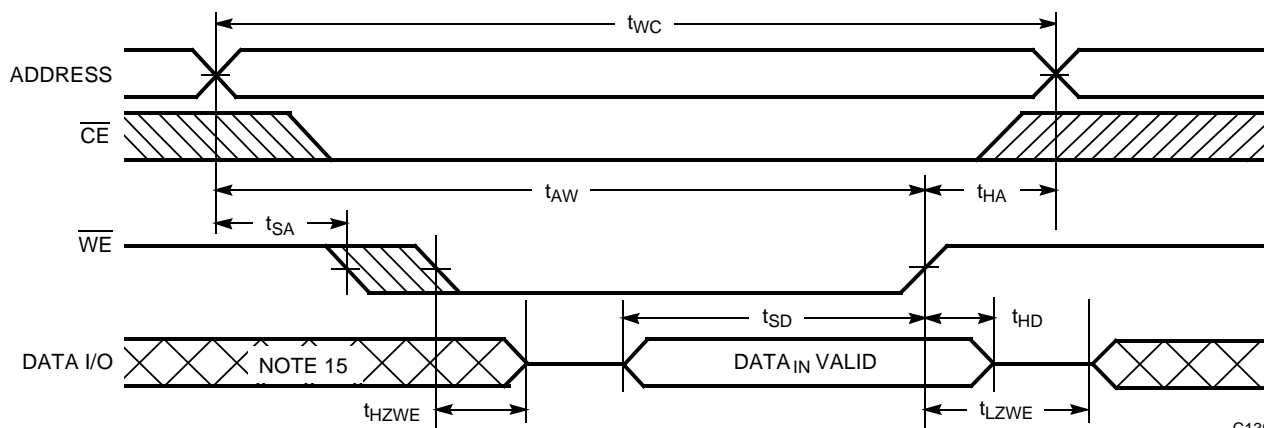 tWC
ADDRESS
CE
tAW
tHA
tSA
WE
tSD
tHD
DATA I/O
NOTE 15
DATAIN VALID
tHZWE
tLZWE